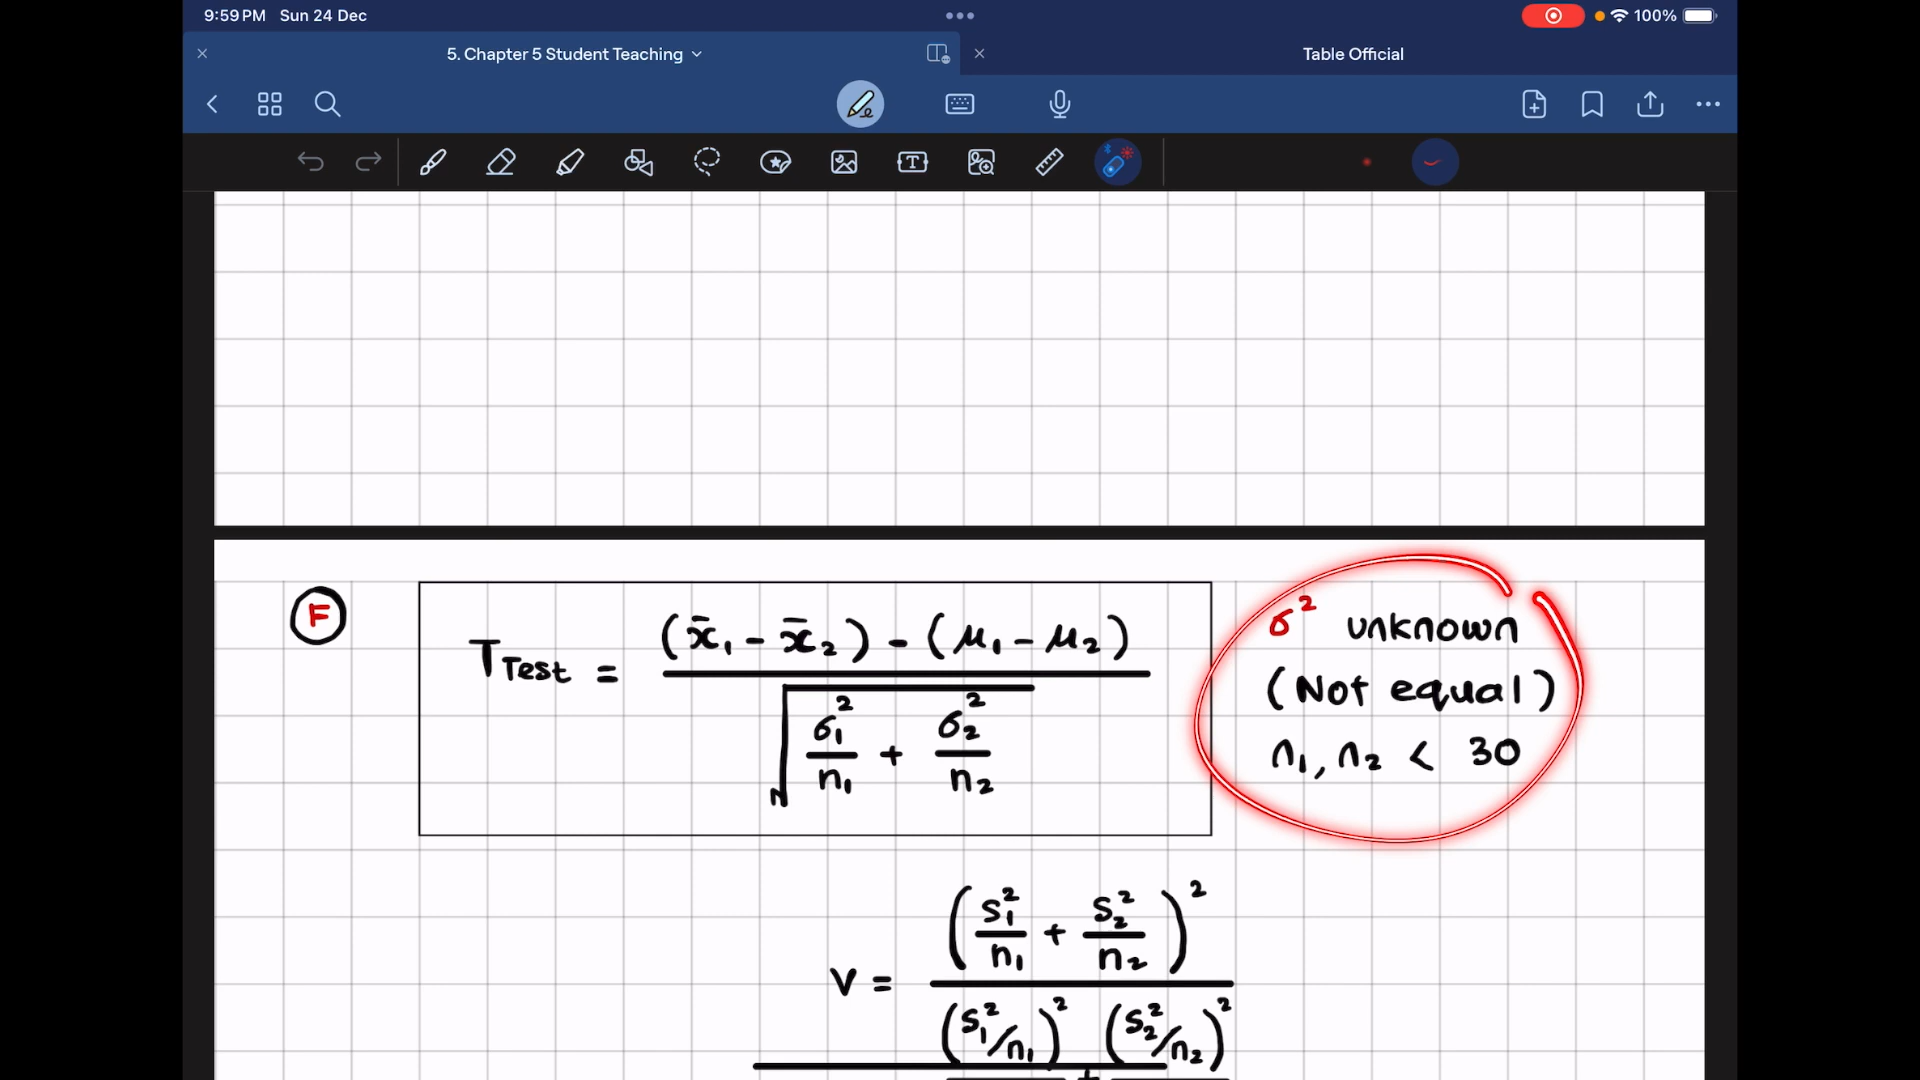 9:59 PM Sun 24 Dec
100%
5. Chapter 5 Student Teaching
Table Official
F
T Test = (x̄₁ - x̄₂) - (μ₁ - μ₂) / √(σ₁²/n₁ + σ₂²/n₂)
σ² unknown
(Not equal)
n₁, n₂ < 30
v = (s₁²/n₁ + s₂²/n₂)² / (s₁²/n₁)² + (s₂²/n₂)²